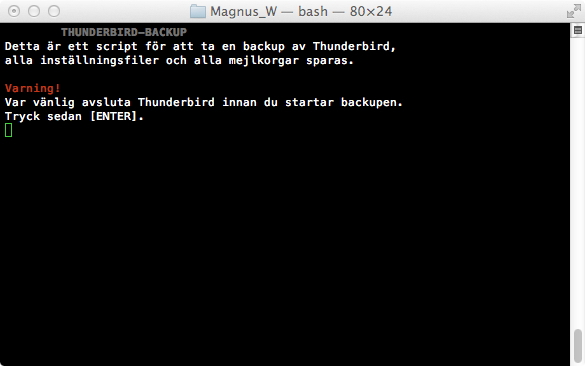 Magnus_W — bash — 80×24
THUNDERBIRD–BACKUP
Detta är ett script för att ta en backup av Thunderbird,
alla inställningsfiler och alla mejlkorgar sparas.
Varning!
Var vänlig avsluta Thunderbird innan du startar backupen.
Tryck sedan [ENTER].